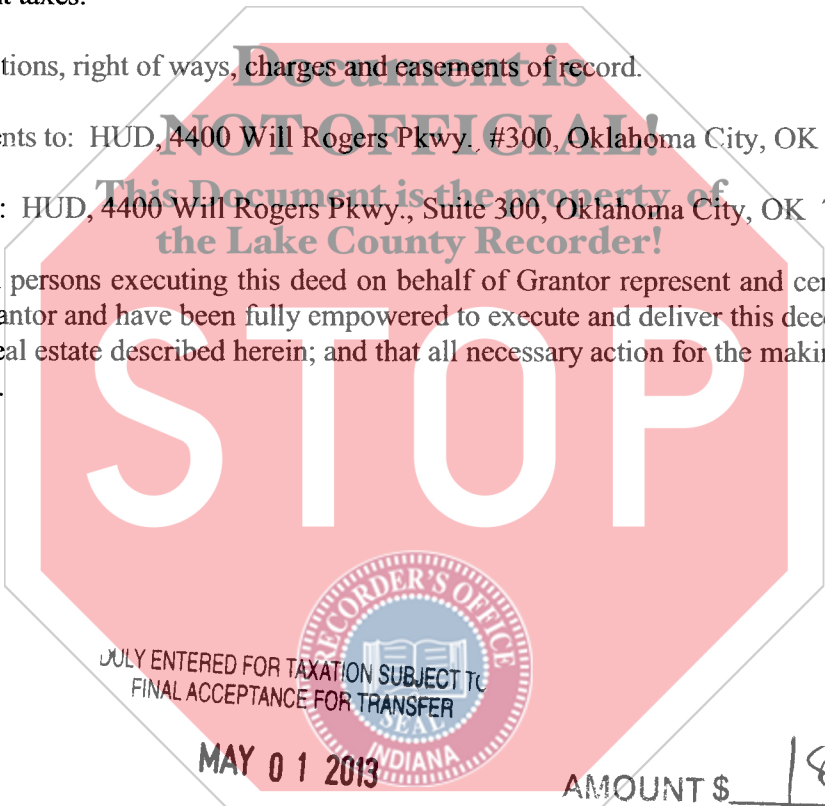 t taxes.
tions, right of ways, charges and easements of record.
Document is
nts to: HUD, 4400 Will Rogers Pkwy., #300, Oklahoma City, OK
NOT OFFICIAL!
This Document is the property of
: HUD, 4400 Will Rogers Pkwy., Suite 300, Oklahoma City, OK
the Lake County Recorder!
persons executing this deed on behalf of Grantor represent and cer
antor and have been fully empowered to execute and deliver this deed
eal estate described herein; and that all necessary action for the makin
STOP
RECORDER'S OFFICE
SEAL
INDIANA
DULY ENTERED FOR TAXATION SUBJECT TO
FINAL ACCEPTANCE FOR TRANSFER
MAY 01 2013
AMOUNT $ 18